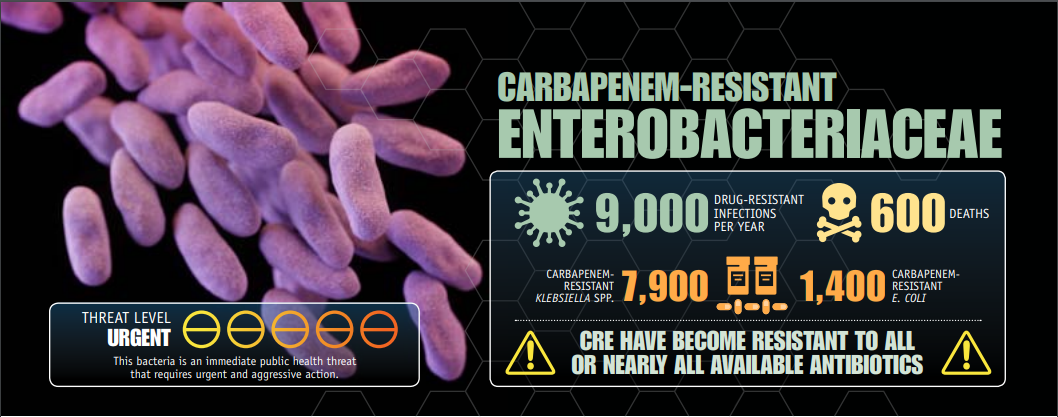 CARBAPENEM-RESISTANT
ENTEROBACTERIACEAE
9,000
DRUG-RESISTANT
INFECTIONS
PER YEAR
600
DEATHS
CARBAPENEM-
RESISTANT
KLEBSIELLA SPP.
7,900
1,400
CARBAPENEM-
RESISTANT
E. COLI
CRE HAVE BECOME RESISTANT TO ALL
OR NEARLY ALL AVAILABLE ANTIBIOTICS
THREAT LEVEL
URGENT
This bacteria is an immediate public health threat
that requires urgent and aggressive action.